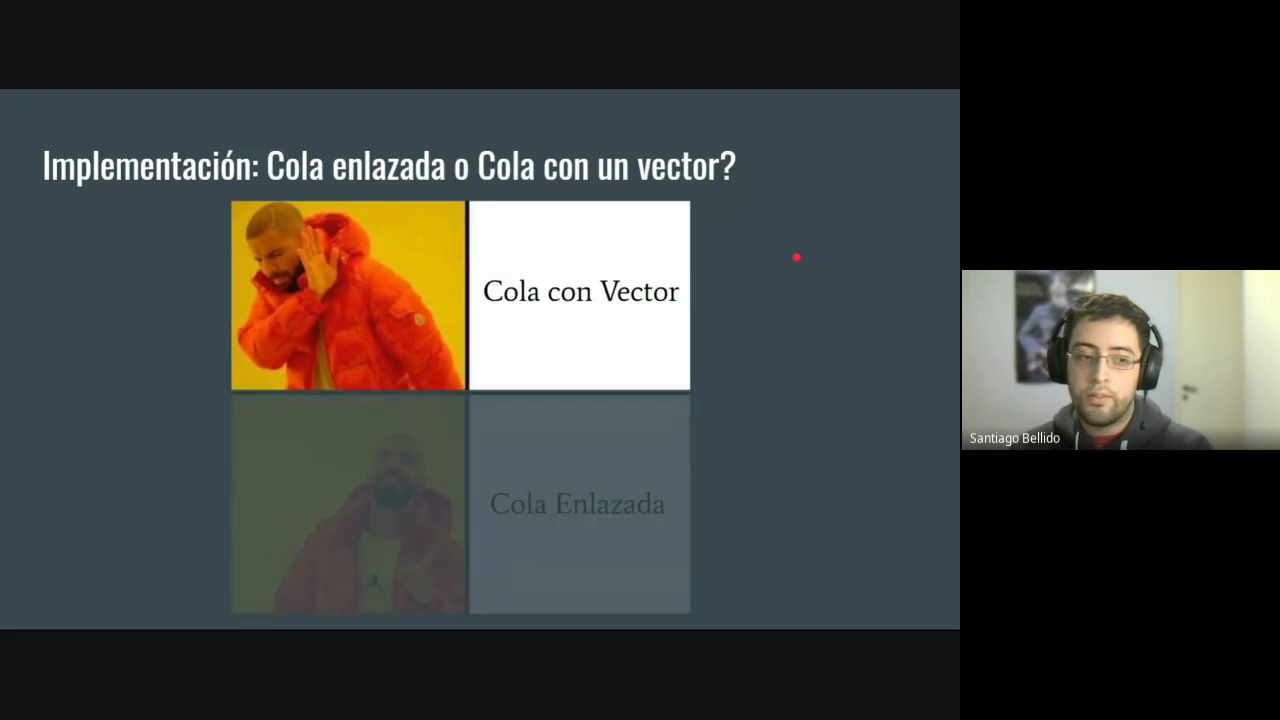 Implementación: Cola enlazada o Cola con un vector?
Cola con Vector
Cola Enlazada
Santiago Bellido